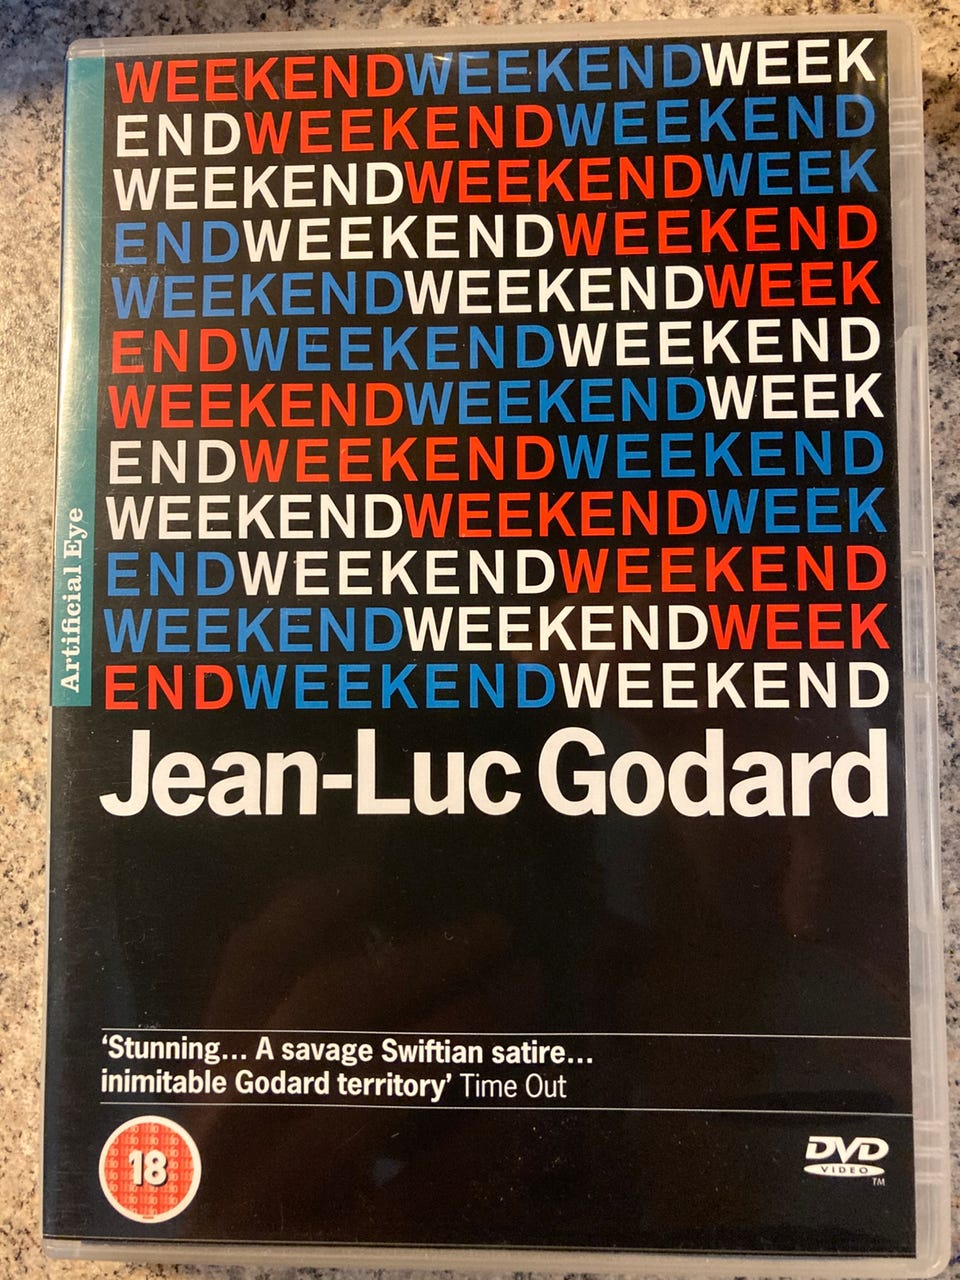 WEEKENDWEEKENDWEEK
ENDWEEKENDWEEKEND
WEEKENDWEEKENDWEEK
ENDWEEKENDWEEKEND
WEEKENDWEEKENDWEEK
ENDWEEKENDWEEKEND
WEEKENDWEEKENDWEEK
ENDWEEKENDWEEKEND
WEEKENDWEEKENDWEEK
ENDWEEKENDWEEKEND
WEEKENDWEEKENDWEEK
ENDWEEKENDWEEKEND
Artificial Eye
Jean-Luc Godard
‘Stunning... A savage Swiftian satire...
inimitable Godard territory’ Time Out
18
DVD
VIDEO
TM